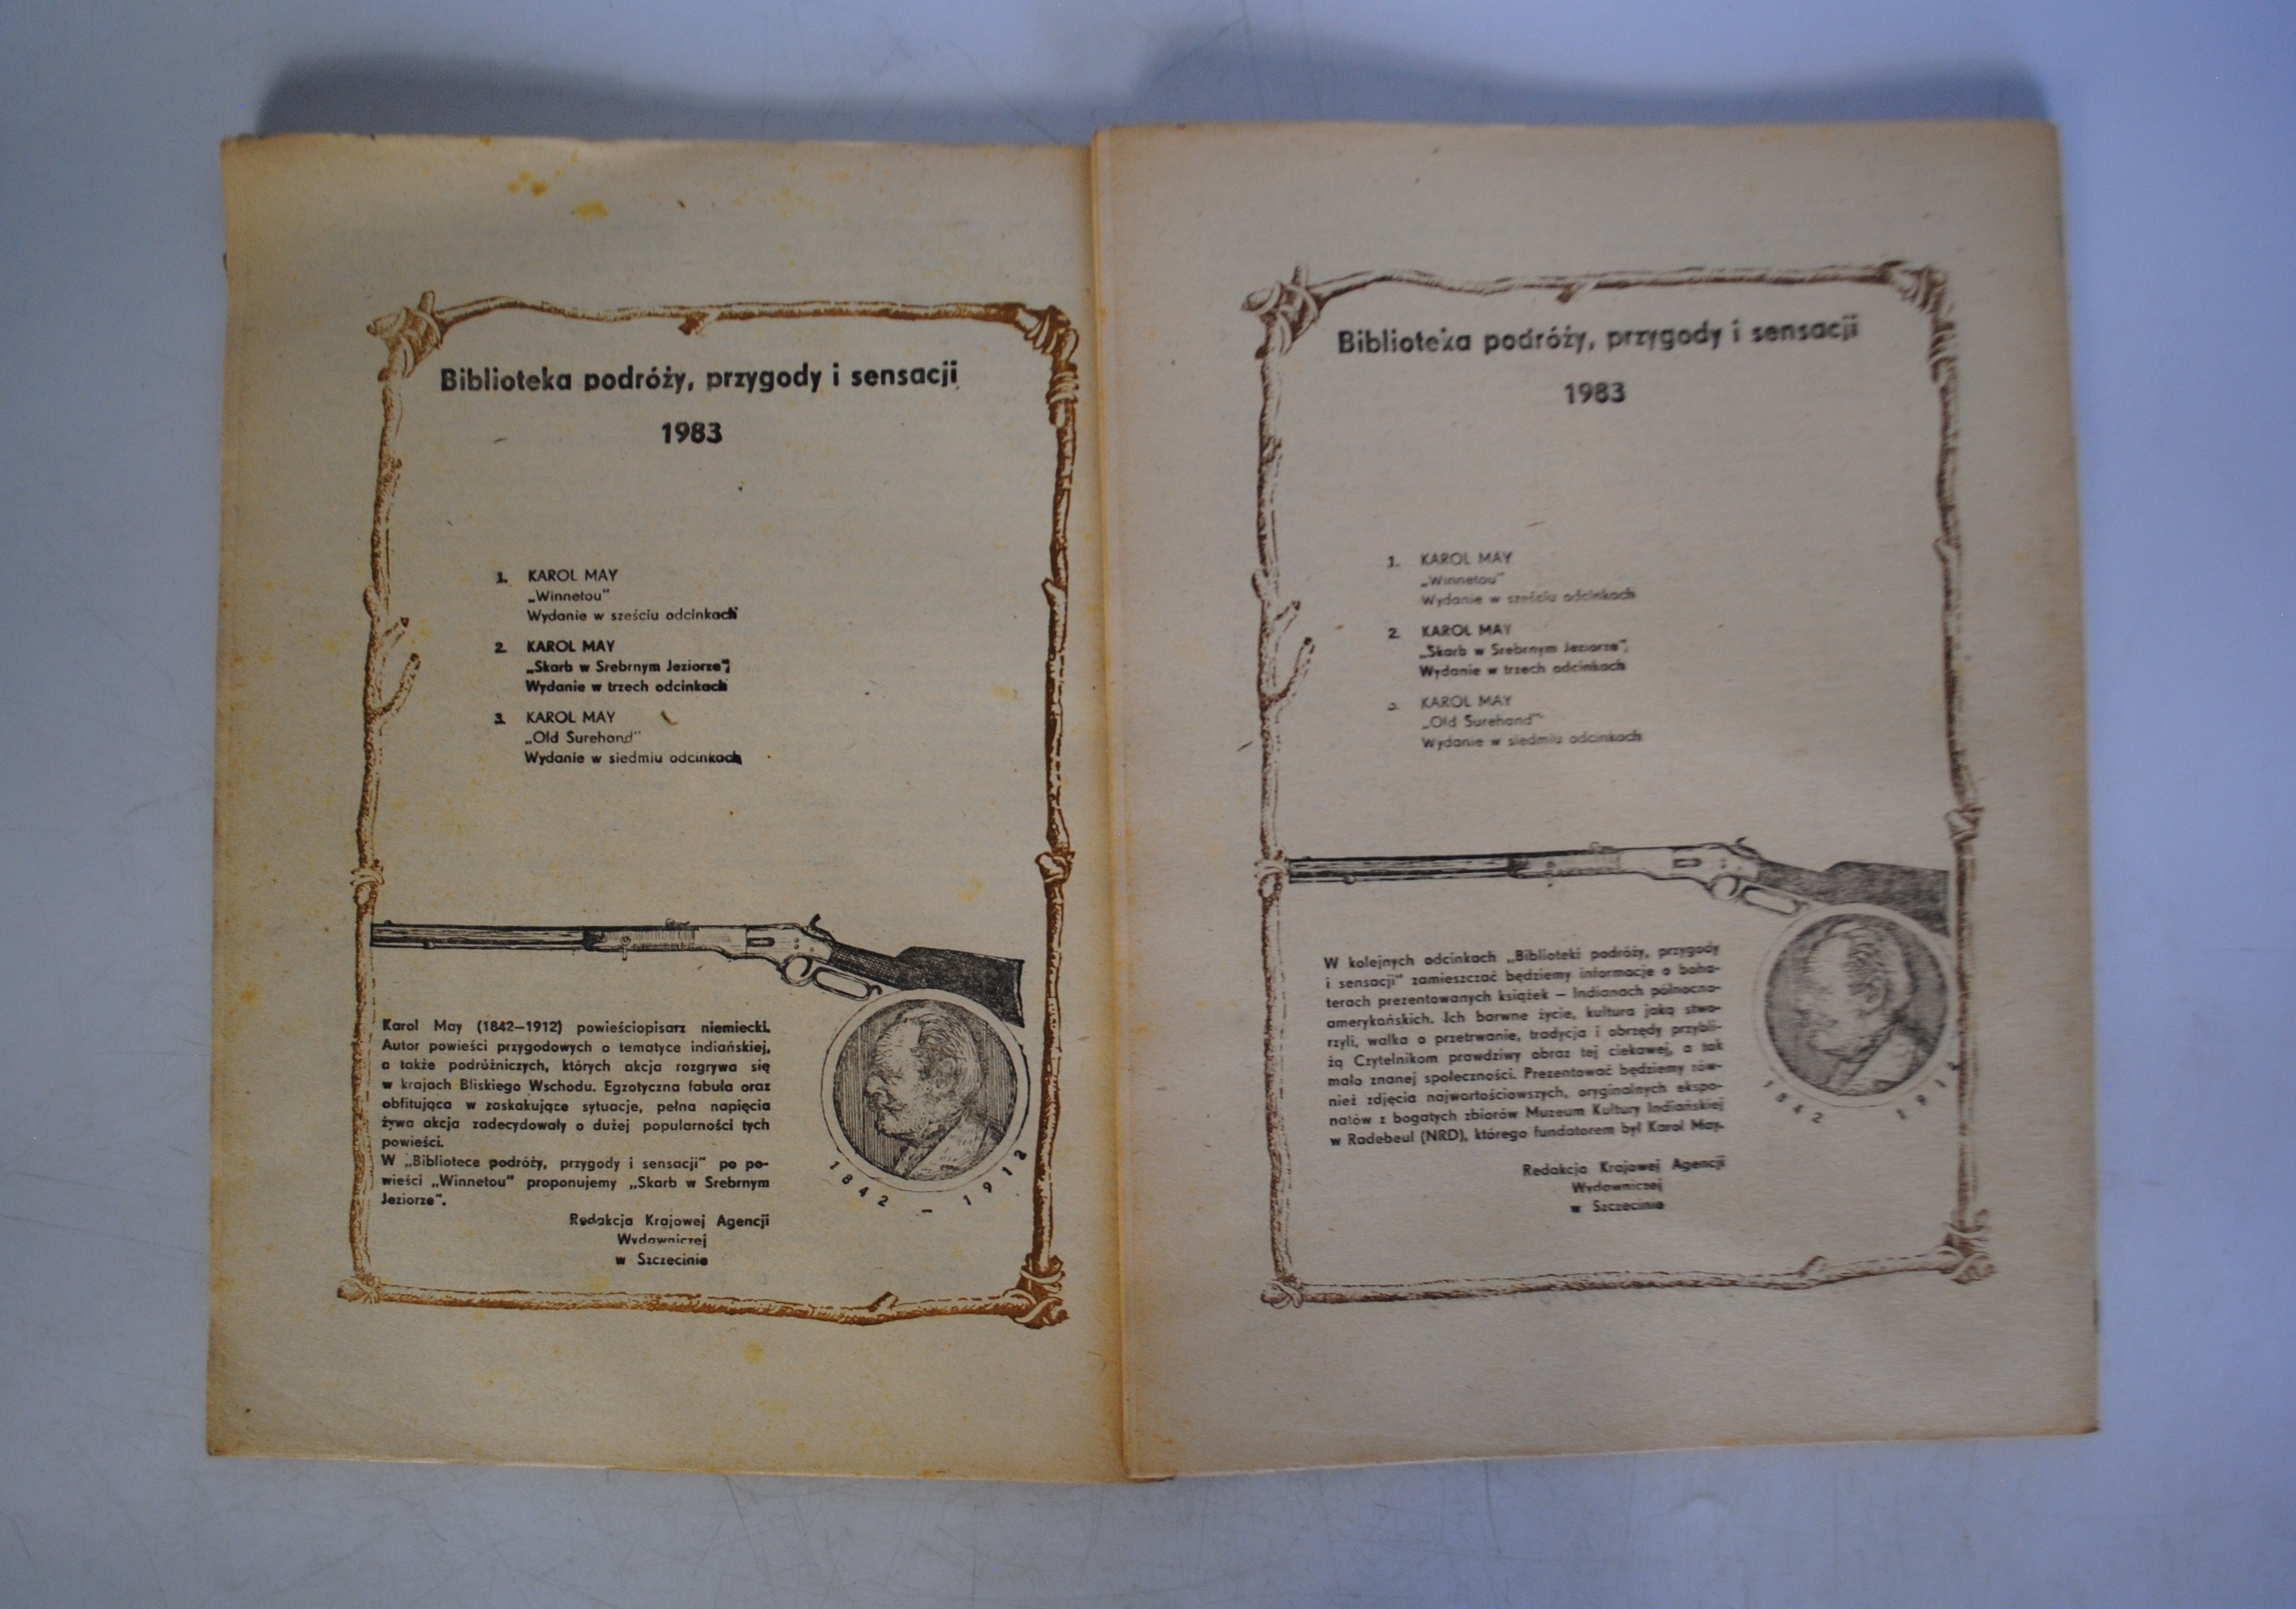 Biblioteka podróży, przygody i sensacji
1983
1. KAROL MAY
„Winnetou”
Wydanie w sześciu odcinkach
2. KAROL MAY
„Skarb w Srebrnym Jeziorze”;
Wydanie w trzech odcinkach
3. KAROL MAY
„Old Surehand”
Wydanie w siedmiu odcinkach
Karol May (1842—1912) powieściopisarz niemiecki.
Autor powieści przygodowych o tematyce indiańskiej,
a także podróżniczych, których akcja rozgrywa się
w krajach Bliskiego Wschodu. Egzotyczna fabuła oraz
obfitująca w zaskakujące sytuacje, pełna napięcia
żywa akcja zadecydowały o dużej popularności tych
powieści.
W „Bibliotece podróży, przygody i sensacji” po po-
wieści „Winnetou” proponujemy „Skarb w Srebrnym
Jeziorze”.
Redakcja Krajowej Agencji
Wydawniczej
w Szczecinie
1842 — 1912
Biblioteka podróży, przygody i sensacji
1983
1. KAROL MAY
„Winnetou”
Wydanie w sześciu odcinkach
2. KAROL MAY
„Skarb w Srebrnym Jeziorze”;
Wydanie w trzech odcinkach
3. KAROL MAY
„Old Surehand”
Wydanie w siedmiu odcinkach
W kolejnych odcinkach „Biblioteki podróży, przygody
i sensacji” zamieszczać będziemy informacje o boha-
terach prezentowanych książek — Indianach północno-
amerykańskich. Ich barwne życie, kultura jaką stwo-
rzyli, walka o przetrwanie, tradycja i obrzędy przybli-
żą Czytelnikom prawdziwy obraz tej ciekawej, a tak
mało znanej społeczności. Prezentować będziemy rów-
nież zdjęcia najwartościowszych, oryginalnych ekspo-
natów z bogatych zbiorów Muzeum Kultury Indiańskiej
w Radebeul (NRD), którego fundatorem był Karol May.
Redakcja Krajowej Agencji
Wydawniczej
w Szczecinie
1842 191